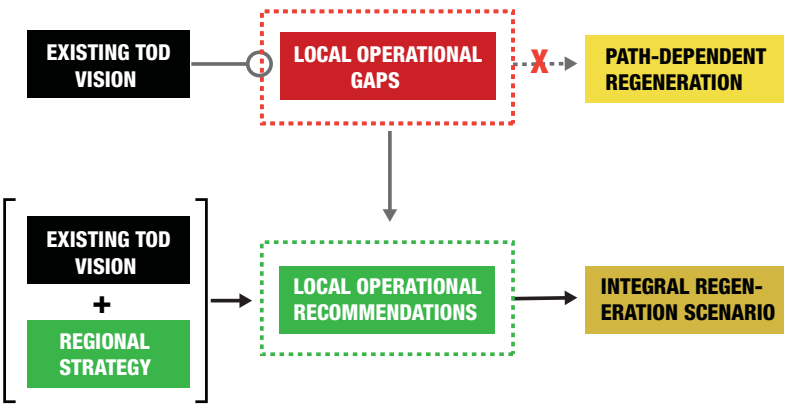 EXISTING TOD
VISION
LOCAL OPERATIONAL
GAPS
X
PATH-DEPENDENT
REGENERATION
EXISTING TOD
VISION
+
REGIONAL
STRATEGY
LOCAL OPERATIONAL
RECOMMENDATIONS
INTEGRAL REGEN-
ERATION SCENARIO